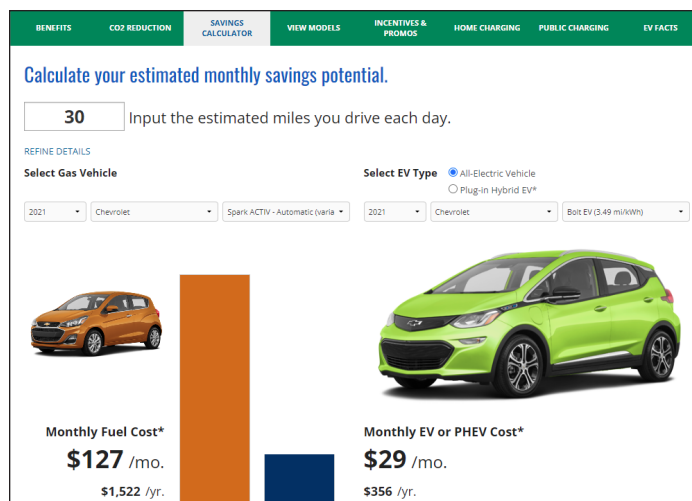 BENEFITS
CO2 REDUCTION
SAVINGS
CALCULATOR
VIEW MODELS
INCENTIVES &
PROMOS
HOME CHARGING
PUBLIC CHARGING
EV FACTS
Calculate your estimated monthly savings potential.
30 Input the estimated miles you drive each day.
REFINE DETAILS
Select Gas Vehicle
2021 Chevrolet Spark ACTIV - Automatic (varia
Select EV Type All-Electric Vehicle
Plug-in Hybrid EV*
2021 Chevrolet Bolt EV (3.49 mi/kWh)
Monthly Fuel Cost*
$127 /mo.
$1,522 /yr.
Monthly EV or PHEV Cost*
$29 /mo.
$356 /yr.